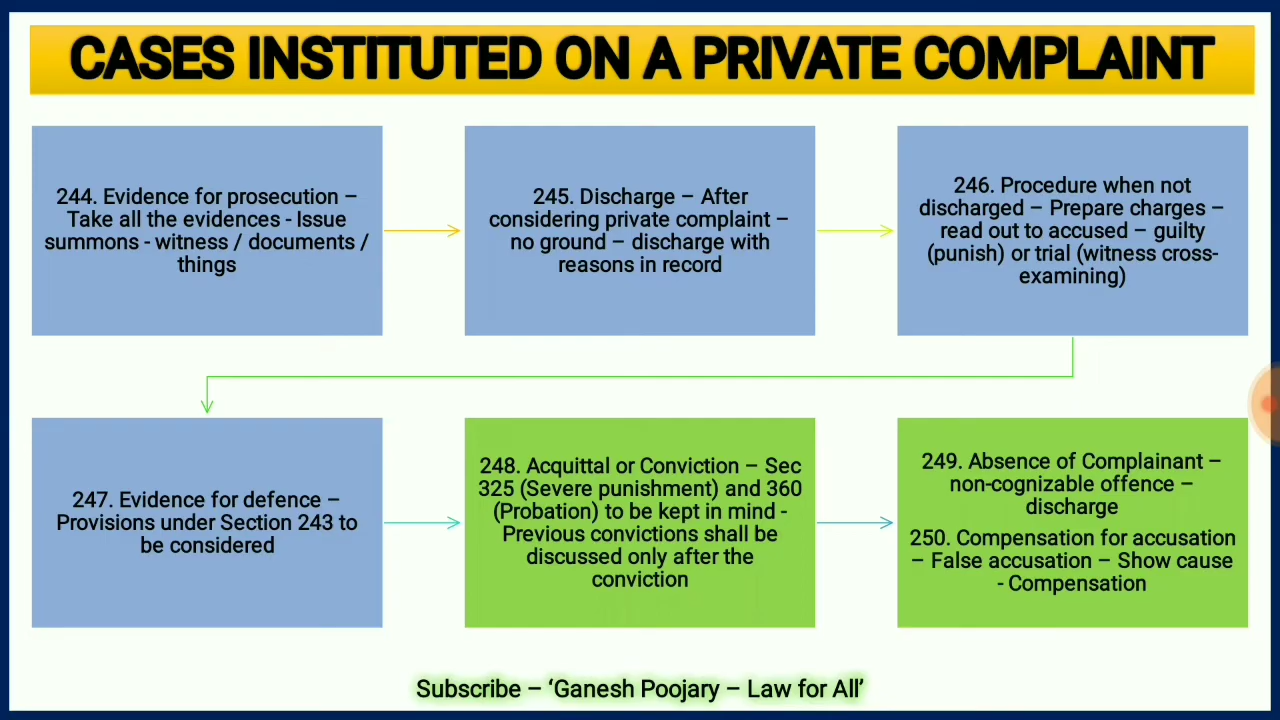 CASES INSTITUTED ON A PRIVATE COMPLAINT
244. Evidence for prosecution –
Take all the evidences - Issue
summons - witness / documents /
things
245. Discharge – After
considering private complaint –
no ground – discharge with
reasons in record
246. Procedure when not
discharged – Prepare charges –
read out to accused – guilty
(punish) or trial (witness cross-
examining)
247. Evidence for defence –
Provisions under Section 243 to
be considered
248. Acquittal or Conviction – Sec
325 (Severe punishment) and 360
(Probation) to be kept in mind -
Previous convictions shall be
discussed only after the
conviction
249. Absence of Complainant –
non-cognizable offence –
discharge
250. Compensation for accusation
– False accusation – Show cause
- Compensation
Subscribe – ‘Ganesh Poojary – Law for All’